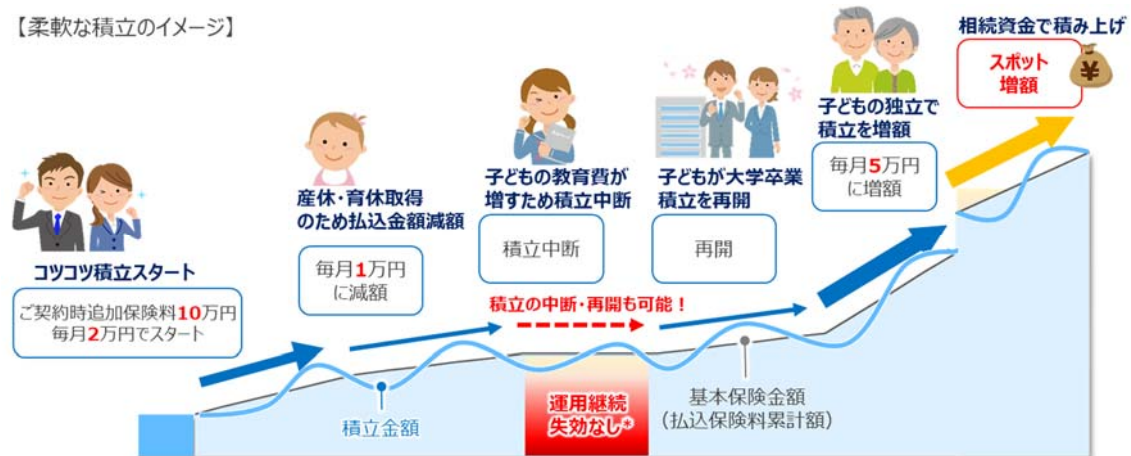 【柔軟な積立のイメージ】
コツコツ積立スタート
ご契約時追加保険料10万円
毎月2万円でスタート
産休・育休取得
のため払込金額減額
毎月1万円
に減額
子どもの教育費が
増すため積立中断
積立中断
積立の中断・再開も可能！
子どもが大学卒業
積立を再開
再開
子どもの独立で
積立を増額
毎月5万円
に増額
相続資金で積み上げ
スポット
増額
¥
積立金額
運用継続
失効なし*
基本保険金額
（払込保険料累計額）